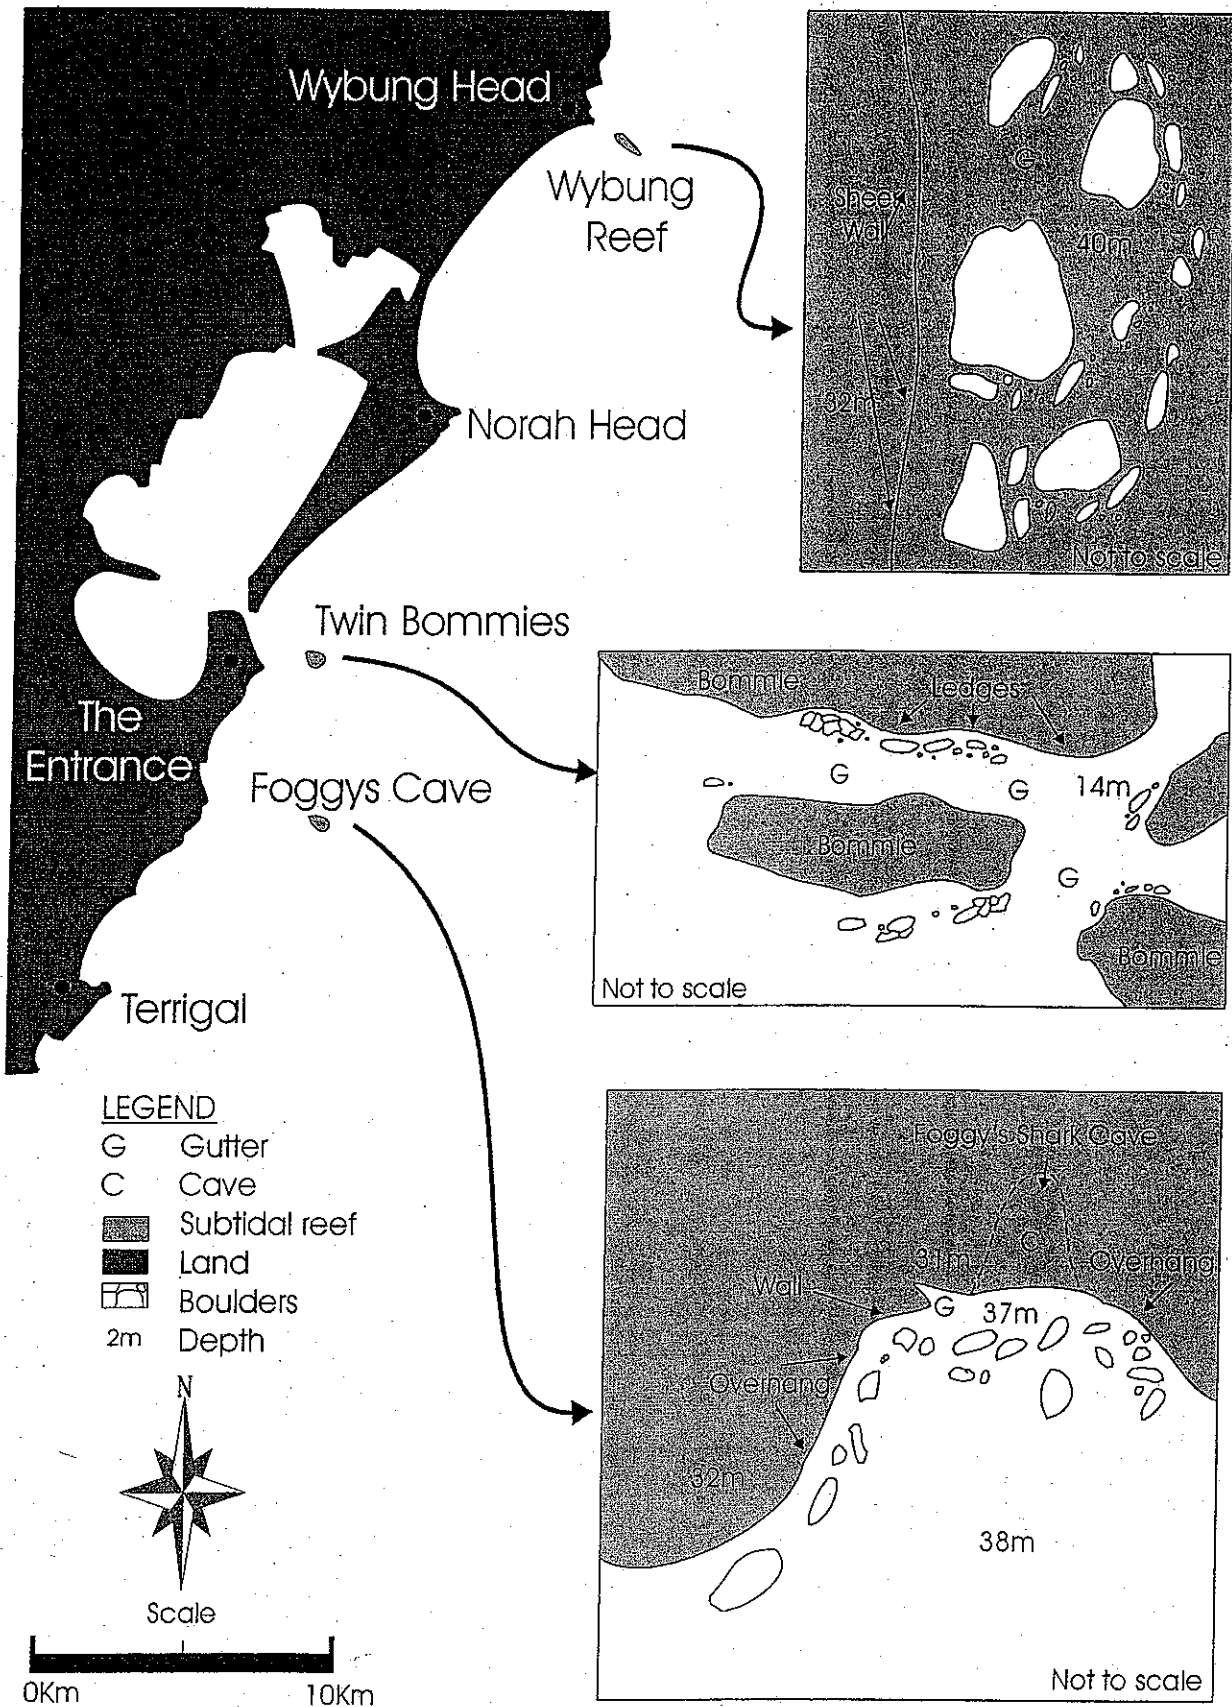 Wybung Head
Wybung
Reef
Norah Head
Twin Bommies
The
Entrance
Foggys Cave
Terrigal
LEGEND
G Gutter
C Cave
Subtidal reef
Land
Boulders
2m Depth
N
Scale
0Km 10Km
G
Sheer
Wall
40m
32m
Not to scale
Bommie
Ledges
G
G
14m
Bommie
G
Bommie
Not to scale
Foggy's Shark Cave
C
31m
Overhang
Wall
G
37m
Overhang
32m
38m
Not to scale